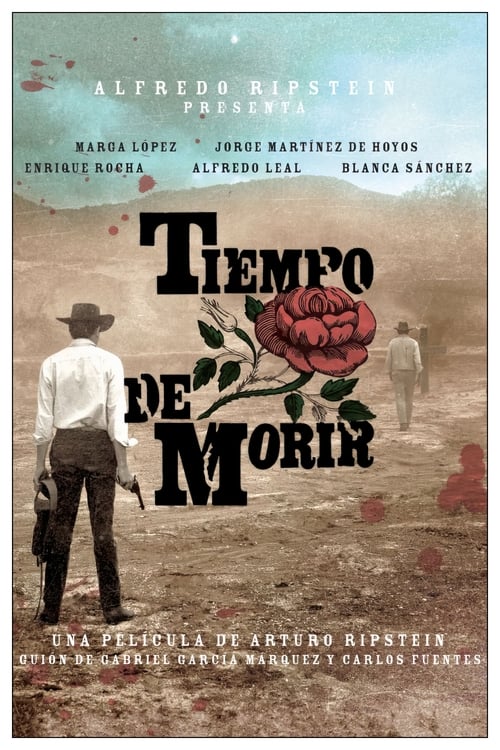 ALFREDO RIPSTEIN
PRESENTA
MARGA LÓPEZ JORGE MARTÍNEZ DE HOYOS
ENRIQUE ROCHA ALFREDO LEAL BLANCA SÁNCHEZ
TIEMPO
DE
MORIR
UNA PELÍCULA DE ARTURO RIPSTEIN
GUIÓN DE GABRIEL GARCÍA MÁRQUEZ Y CARLOS FUENTES